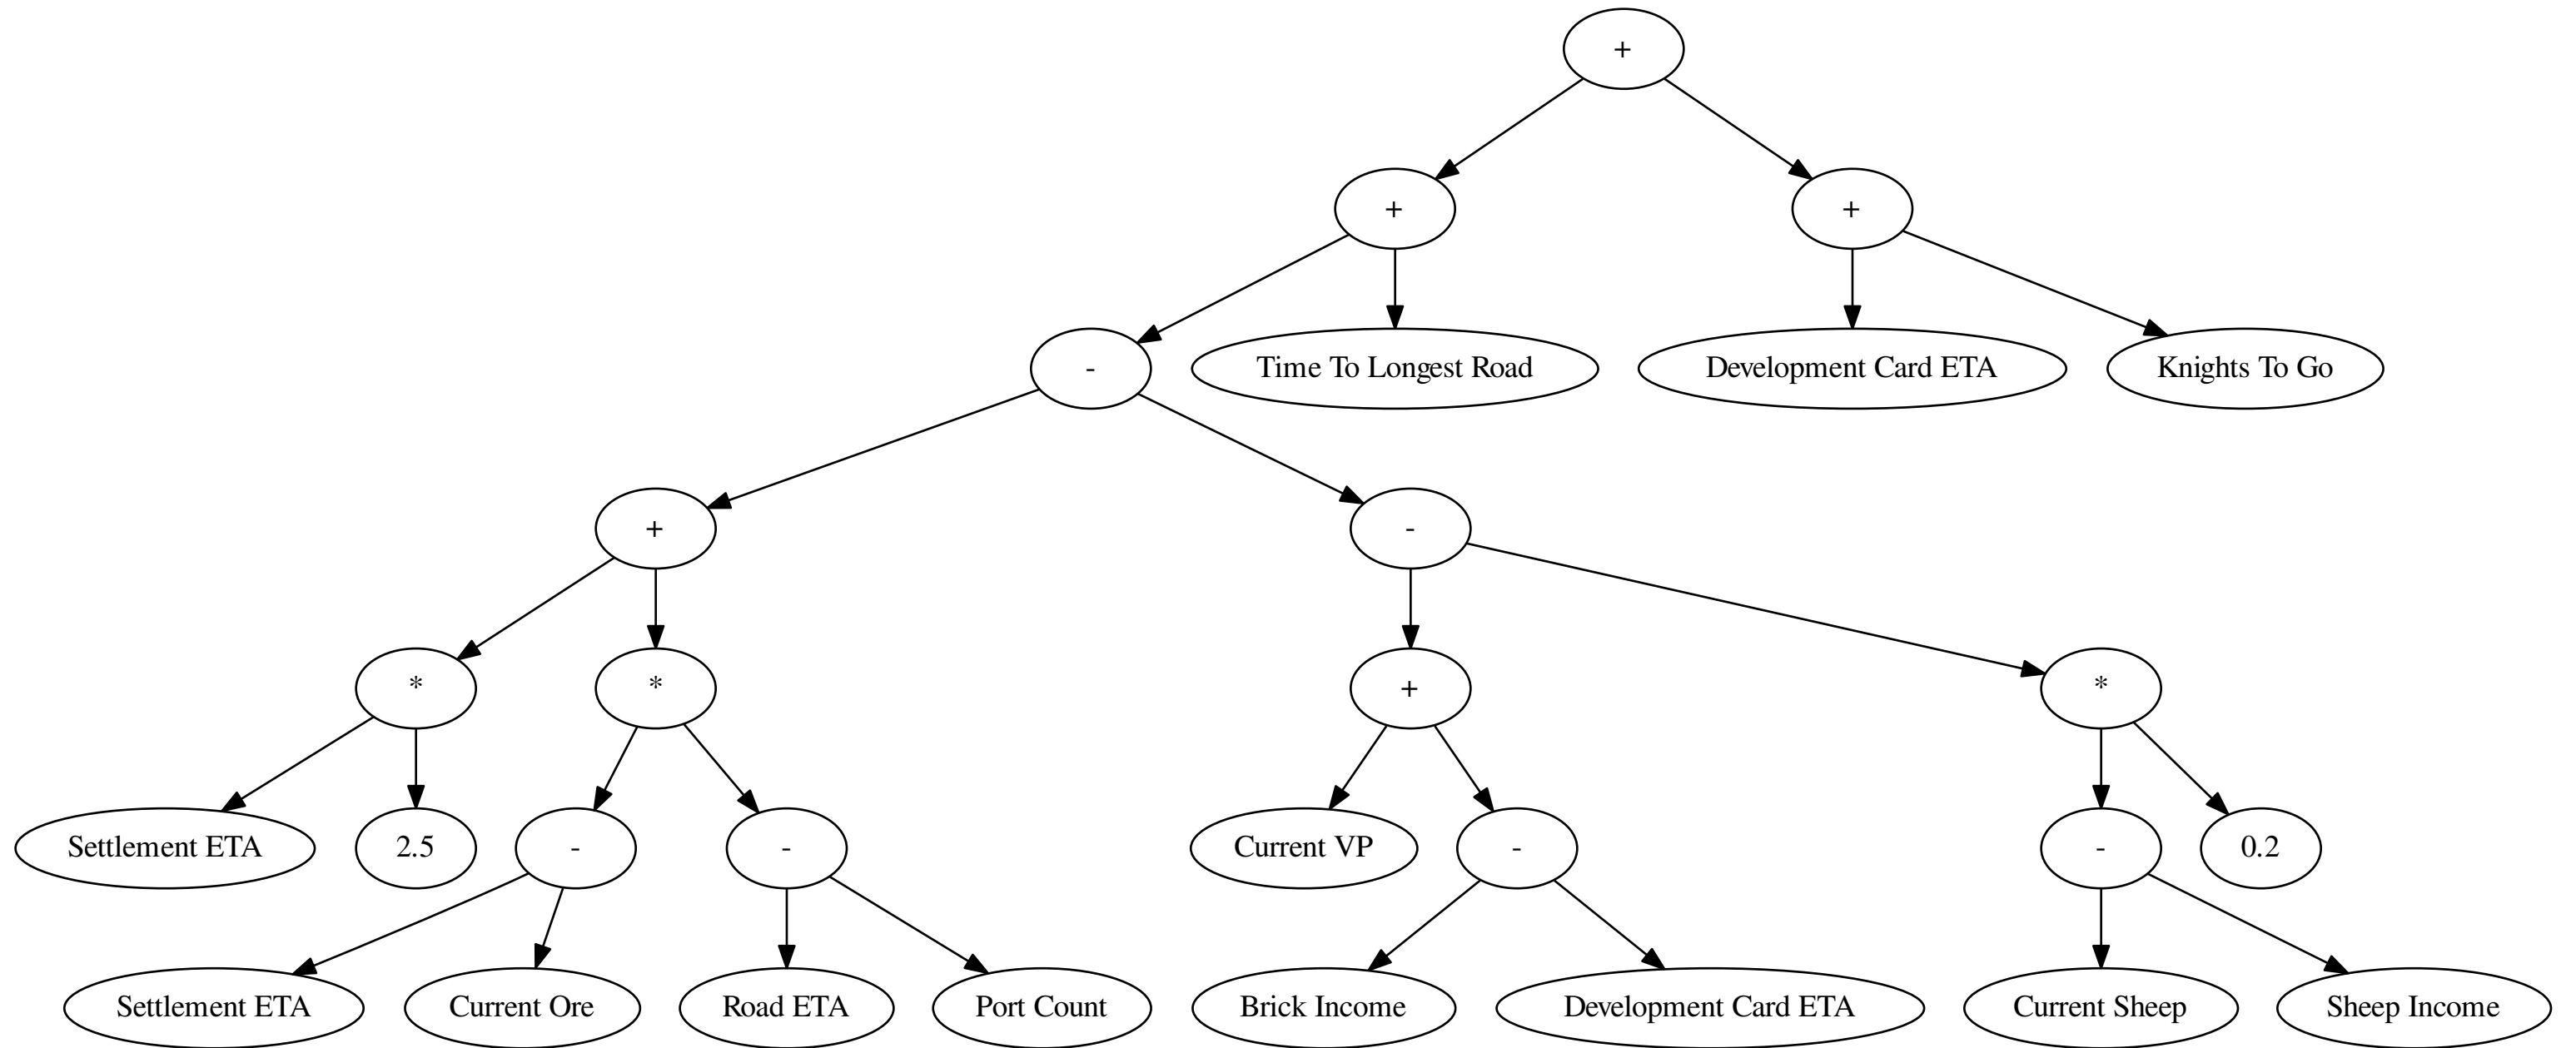 +
+
+
-
Time To Longest Road
Development Card ETA
Knights To Go
+
-
*
*
+
*
Settlement ETA
2.5
-
-
Current VP
-
-
0.2
Settlement ETA
Current Ore
Road ETA
Port Count
Brick Income
Development Card ETA
Current Sheep
Sheep Income